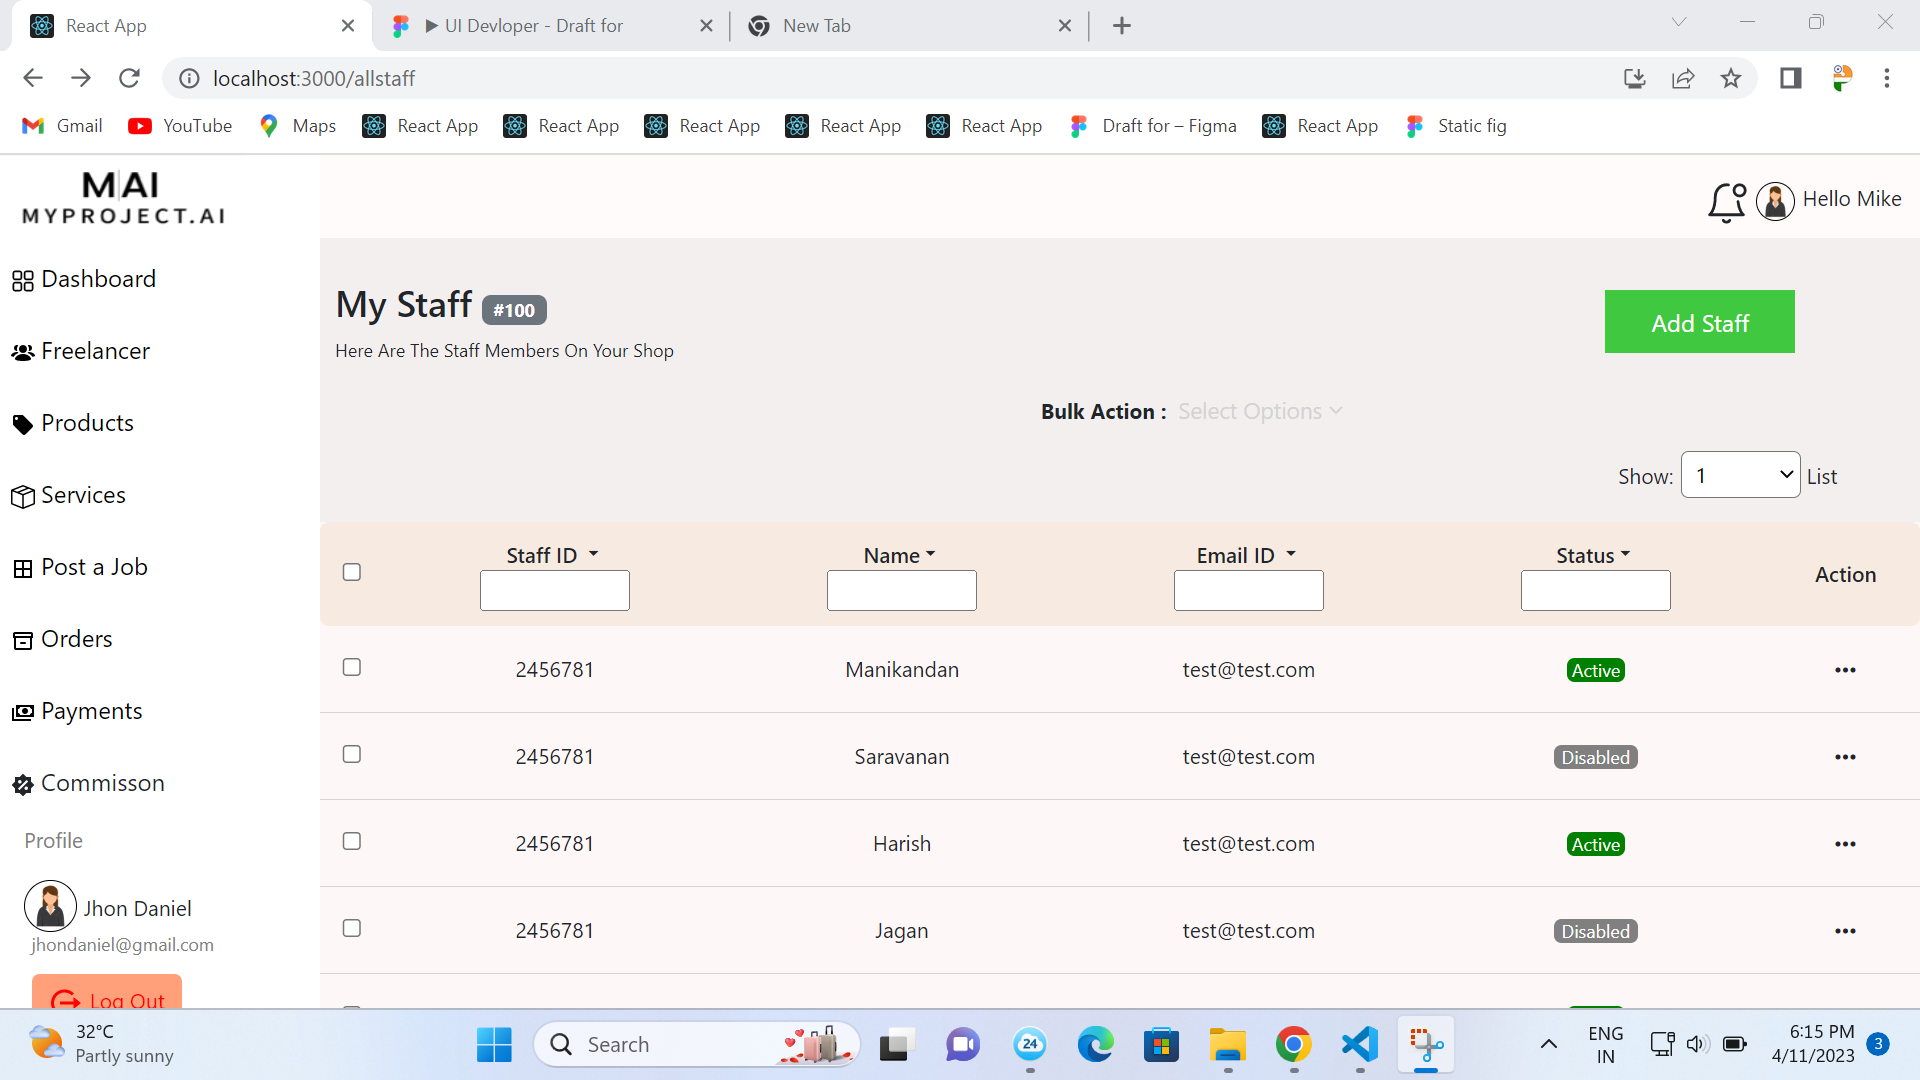 React App
▶ UI Devloper - Draft for
New Tab
localhost:3000/allstaff
Gmail
YouTube
Maps
React App
React App
React App
React App
React App
Draft for – Figma
React App
Static fig
M|AI
MYPROJECT.AI
Hello Mike
Dashboard
Freelancer
Products
Services
Post a Job
Orders
Payments
Commisson
Profile
Jhon Daniel
jhondaniel@gmail.com
Log Out
My Staff #100
Here Are The Staff Members On Your Shop
Add Staff
Bulk Action : Select Options
Show: 1 List
Staff ID Name Email ID Status Action
2456781 Manikandan test@test.com Active •••
2456781 Saravanan test@test.com Disabled •••
2456781 Harish test@test.com Active •••
2456781 Jagan test@test.com Disabled •••
32°C
Partly sunny
Search
24
ENG
IN
6:15 PM
4/11/2023
3